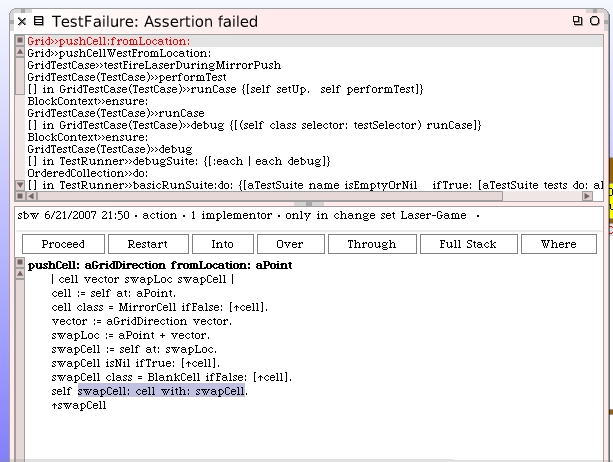 TestFailure: Assertion failed
Grid>>pushCell:fromLocation:
Grid>>pushCellWestFromLocation:
GridTestCase>>testFireLaserDuringMirrorPush
GridTestCase(TestCase)>>performTest
[] in GridTestCase(TestCase)>>runCase {[self setUp. self performTest]}
BlockContext>>ensure:
GridTestCase(TestCase)>>runCase
[] in GridTestCase(TestCase)>>debug {[(self class selector: testSelector) runCase]}
BlockContext>>ensure:
GridTestCase(TestCase)>>debug
[] in TestRunner>>debugSuite: {[:each | each debug]}
OrderedCollection>>do:
[] in TestRunner>>basicRunSuite:do: {[aTestSuite name isEmptyOrNil ifTrue: [aTestSuite tests do: a
sbw 6/21/2007 21:50 · action · 1 implementor · only in change set Laser-Game ·
Proceed Restart Into Over Through Full Stack Where
pushCell: aGridDirection fromLocation: aPoint
| cell vector swapLoc swapCell |
cell := self at: aPoint.
cell class = MirrorCell ifFalse: [↑cell].
vector := aGridDirection vector.
swapLoc := aPoint + vector.
swapCell := self at: swapLoc.
swapCell isNil ifTrue: [↑cell].
swapCell class = BlankCell ifFalse: [↑cell].
self swapCell: cell with: swapCell.
↑swapCell